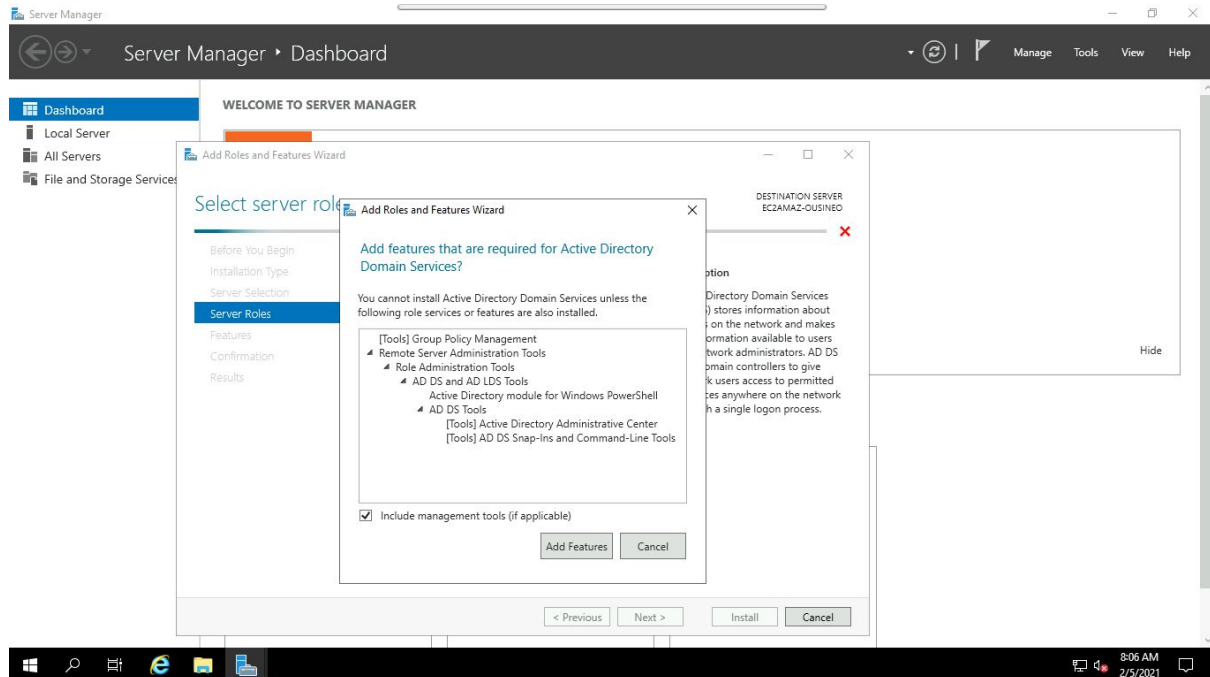 Server Manager
Server Manager • Dashboard
Manage Tools View Help
Dashboard
Local Server
All Servers
File and Storage Services
WELCOME TO SERVER MANAGER
Hide
Add Roles and Features Wizard
Select server
DESTINATION SERVER
Before You Begin
Installation Type
Server Selection
Server Roles
Features
Confirmation
Results
Directory Domain Services
stores information about
on the network and makes
available to users
administrators. AD DS
controllers to give
users access to permitted
anywhere on the network
a single logon process.
< Previous Next > Install Cancel
Add Roles and Features Wizard
Add features that are required for Active Directory
Domain Services?
You cannot install Active Directory Domain Services unless the
following role services or features are also installed.
[Tools] Group Policy Management
Remote Server Administration Tools
Role Administration Tools
AD DS and AD LDS Tools
Active Directory module for Windows PowerShell
AD DS Tools
[Tools] Active Directory Administrative Center
[Tools] AD DS Snap-Ins and Command-Line Tools
Include management tools (if applicable)
Add Features Cancel
8:06 AM
2/5/2021